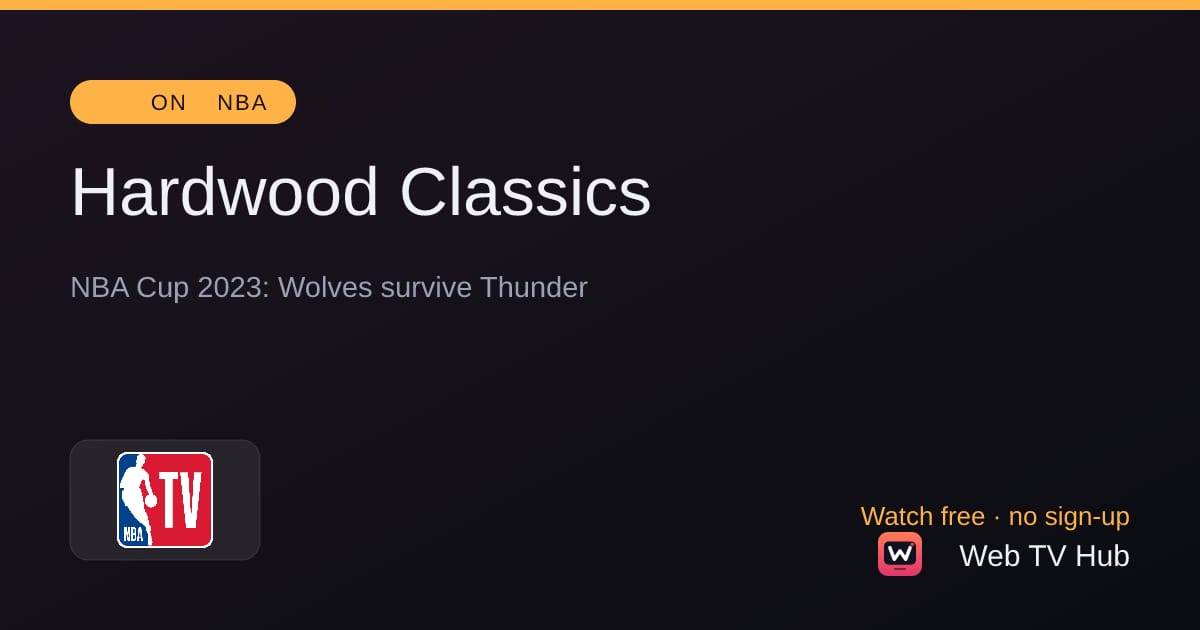 ON NBA
Hardwood Classics
NBA Cup 2023: Wolves survive Thunder
TV
NBA
Watch free · no sign-up
W
Web TV Hub